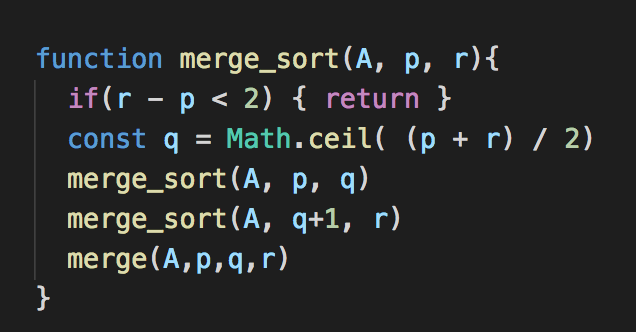 function merge_sort(A, p, r){
if(r - p < 2) { return }
const q = Math.ceil( (p + r) / 2)
merge_sort(A, p, q)
merge_sort(A, q+1, r)
merge(A,p,q,r)
}